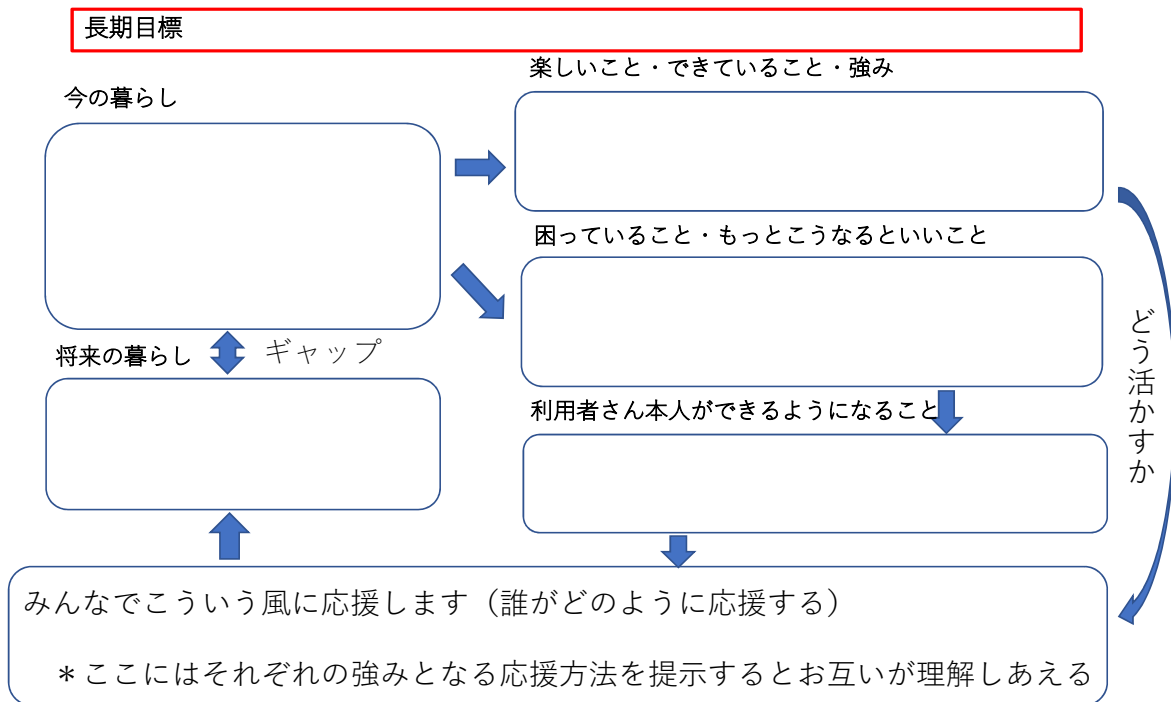 長期目標
今の暮らし
楽しいこと・できていること・強み
困っていること・もっとこうなるといいこと
将来の暮らし
ギャップ
利用者さん本人ができるようになること
どう活かすか
みんなでこういう風に応援します（誰がどのように応援する）
＊ここにはそれぞれの強みとなる応援方法を提示するとお互いが理解しあえる